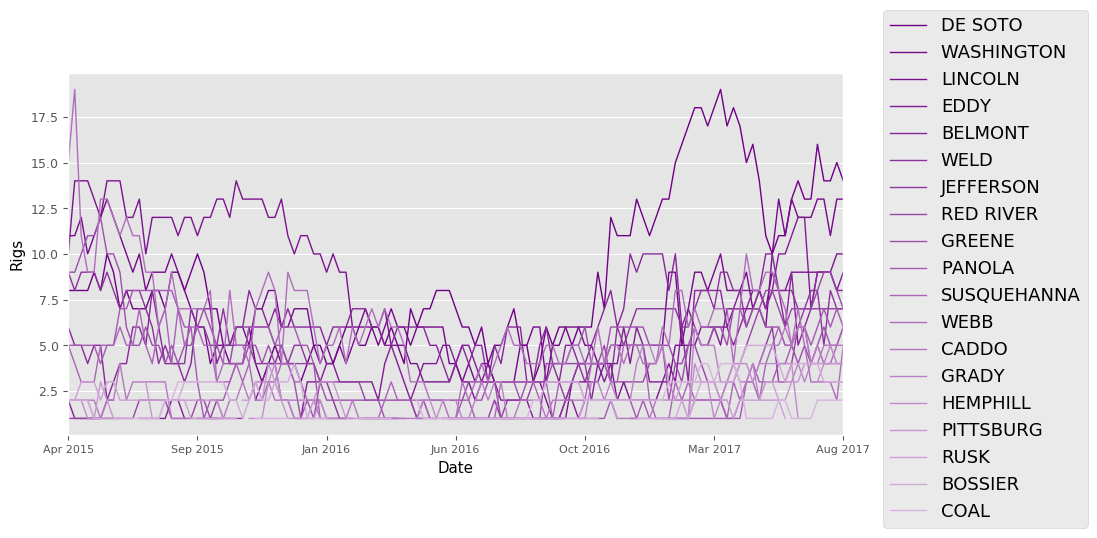 17.5
15.0
12.5
10.0
7.5
5.0
2.5
Rigs
Apr 2015
Sep 2015
Jan 2016
Jun 2016
Oct 2016
Mar 2017
Aug 2017
Date
DE SOTO
WASHINGTON
LINCOLN
EDDY
BELMONT
WELD
JEFFERSON
RED RIVER
GREENE
PANOLA
SUSQUEHANNA
WEBB
CADDO
GRADY
HEMPHILL
PITTSBURG
RUSK
BOSSIER
COAL